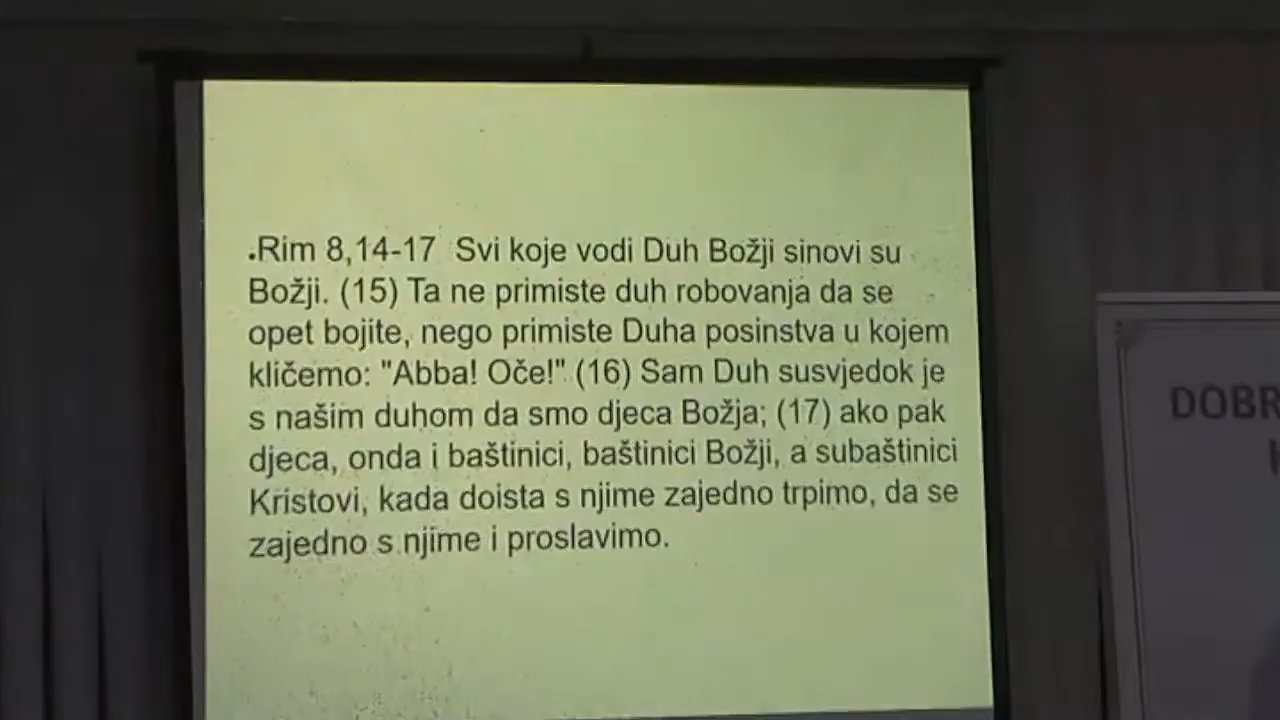 .Rim 8,14-17 Svi koje vodi Duh Božji sinovi su
Božji. (15) Ta ne primiste duh robovanja da se
opet bojite, nego primiste Duha posinstva u kojem
kličemo: "Abba! Oče!" (16) Sam Duh susvjedok je
s našim duhom da smo djeca Božja; (17) ako pak
djeca, onda i baštinici, baštinici Božji, a subaštinici
Kristovi, kada doista s njime zajedno trpimo, da se
zajedno s njime i proslavimo.
DOBR